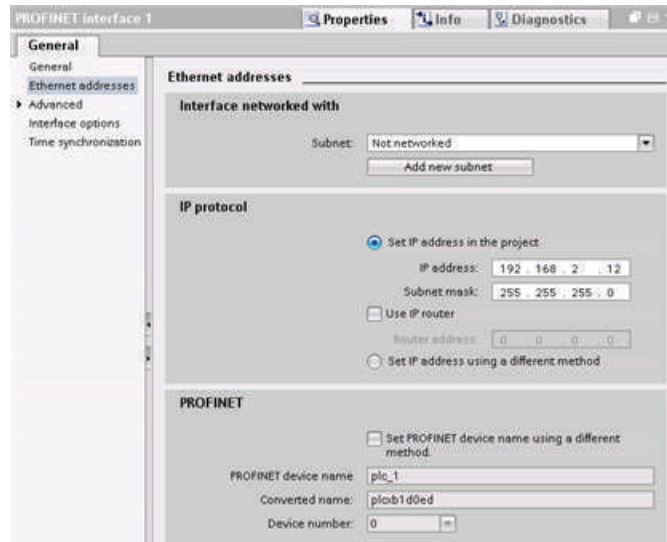 PROFINET interface 1
Properties
Info
Diagnostics
General
General
Ethernet addresses
Advanced
Interface options
Time synchronization
Ethernet addresses
Interface networked with
Subnet:
Not networked
Add new subnet
IP protocol
Set IP address in the project
IP address:
192 . 168 . 2 . 12
Subnet mask:
255 . 255 . 255 . 0
Use IP router
Router address:
0 . 0 . 0 . 0
Set IP address using a different method
PROFINET
Set PROFINET device name using a different
method.
PROFINET device name
plc_1
Converted name:
plcxb1d0ed
Device number:
0